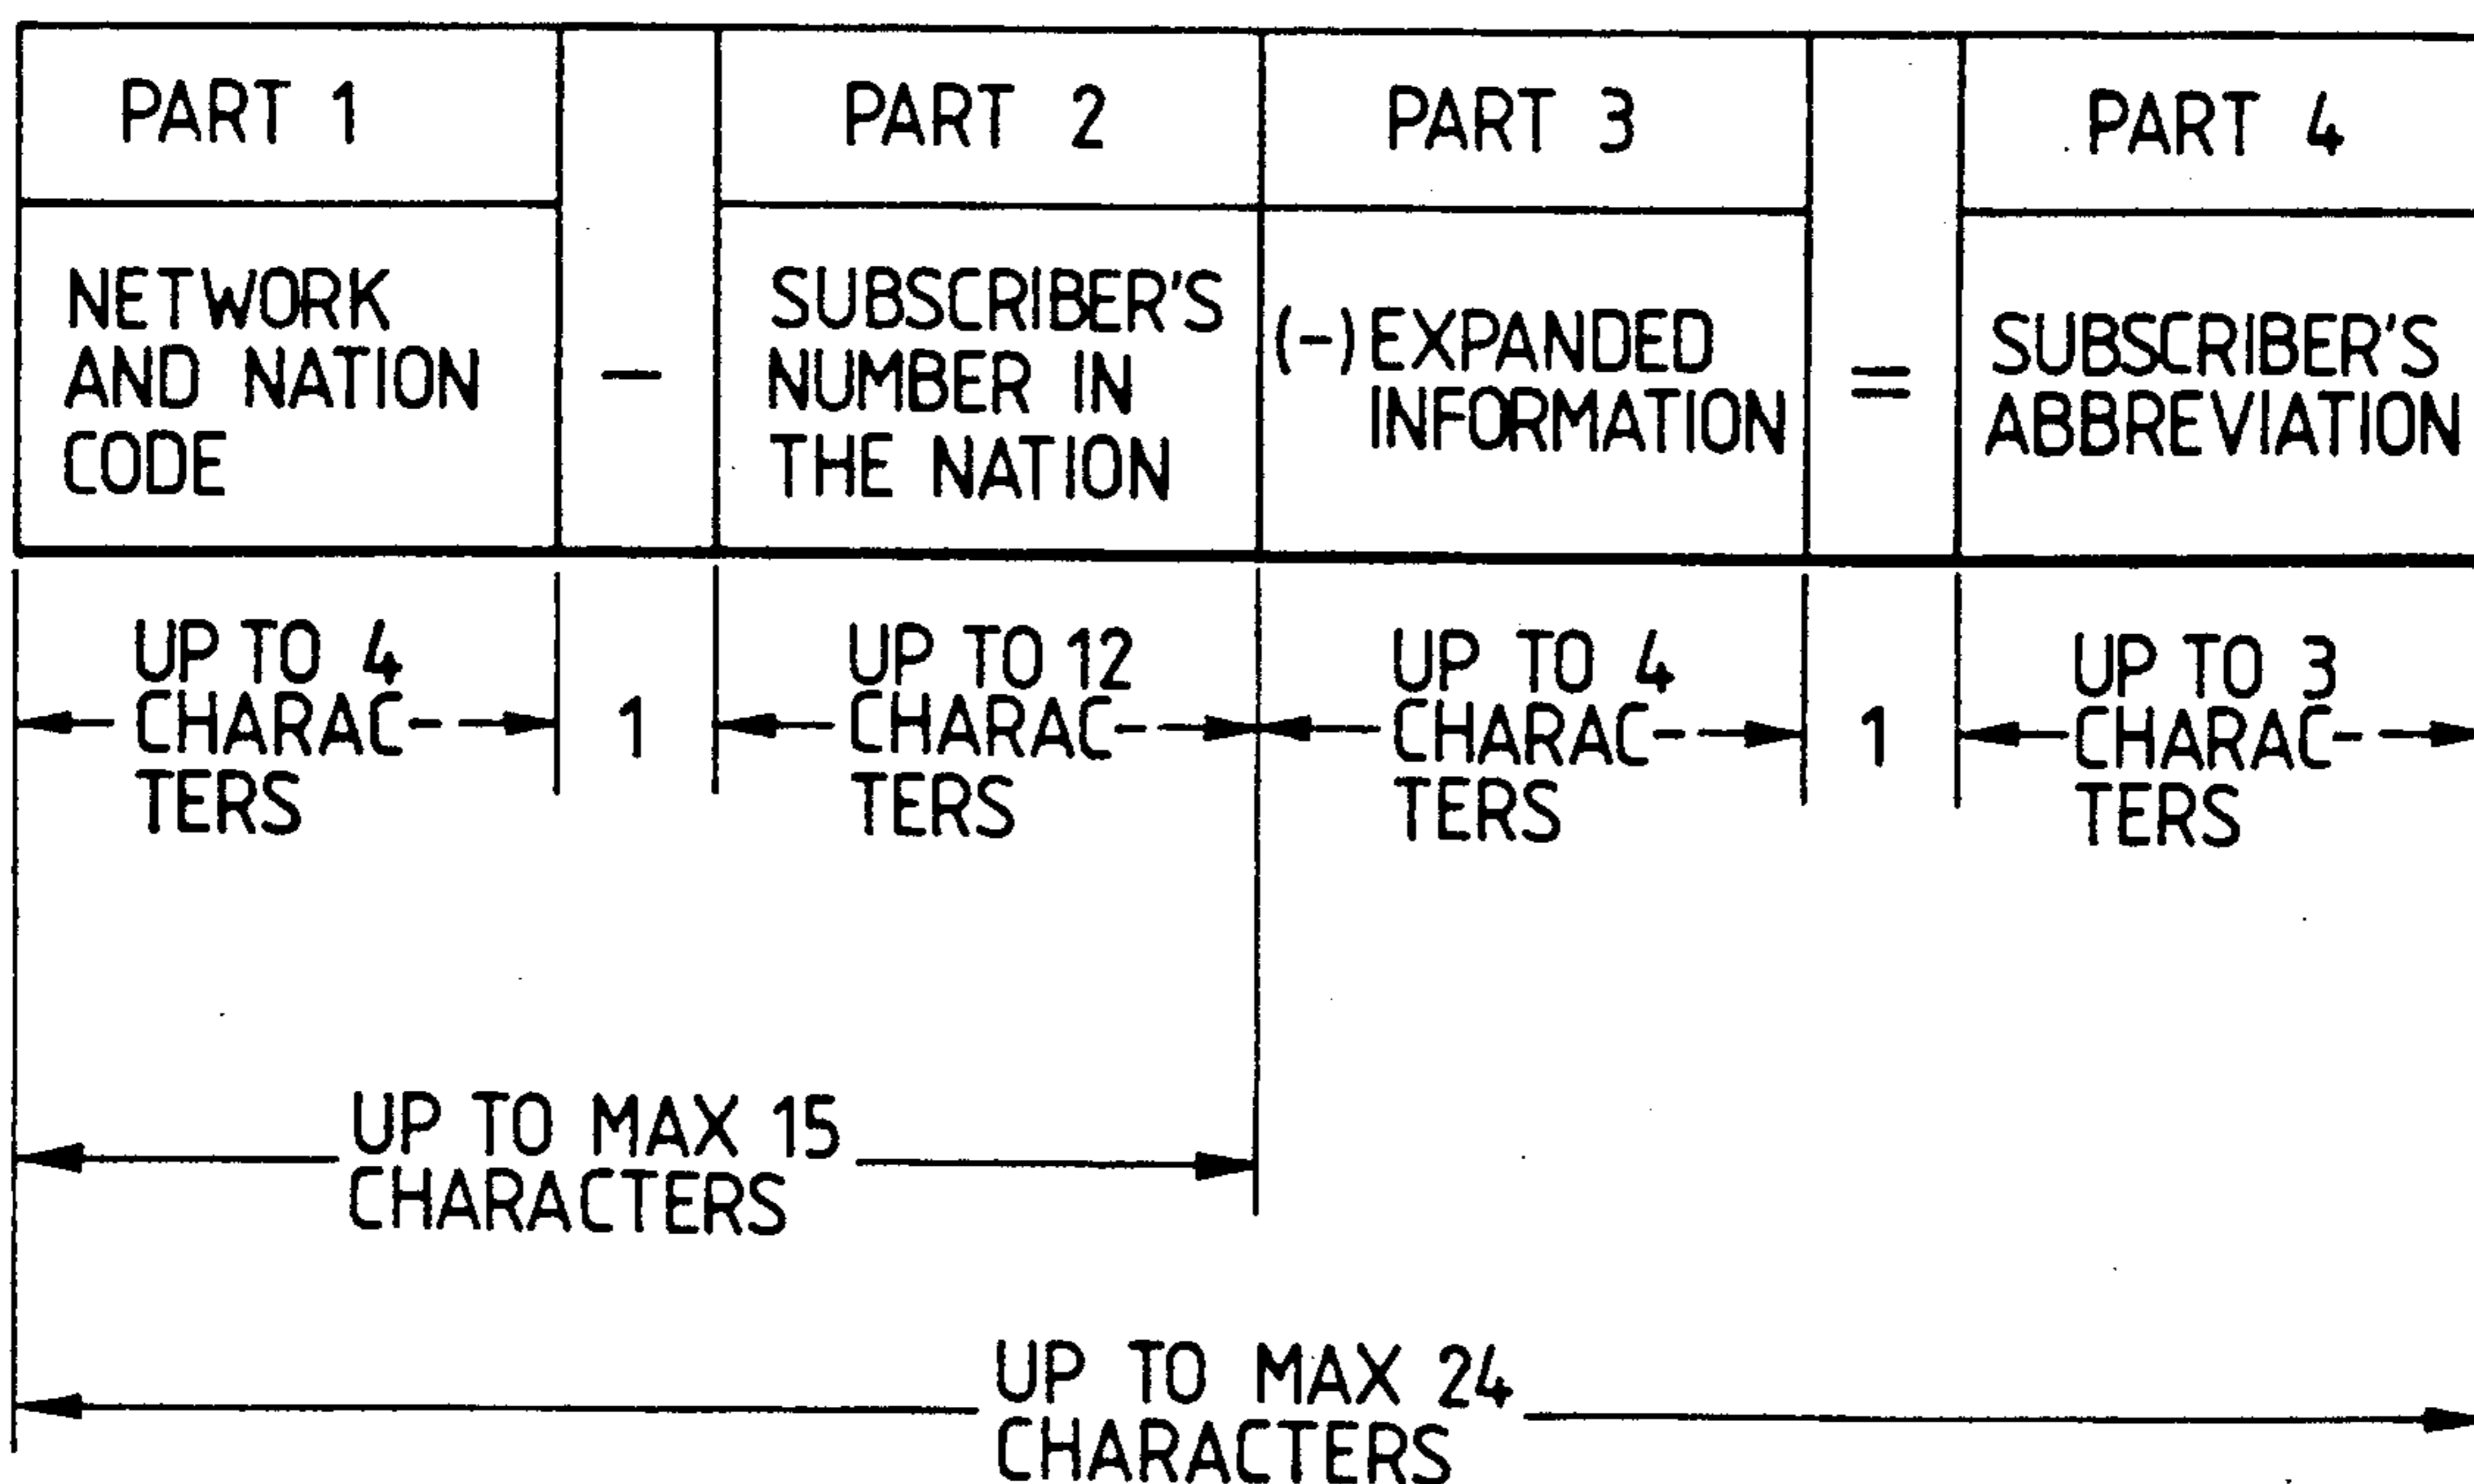 PART 1
PART 2
PART 3
PART 4
NETWORK
AND NATION
CODE
—
SUBSCRIBER'S
NUMBER IN
THE NATION
(-) EXPANDED
INFORMATION
=
SUBSCRIBER'S
ABBREVIATION
UP TO 4
CHARAC-
TERS
1
UP TO 12
CHARAC-
TERS
UP TO 4
CHARAC-
TERS
1
UP TO 3
CHARAC-
TERS
UP TO MAX 15
CHARACTERS
UP TO MAX 24
CHARACTERS